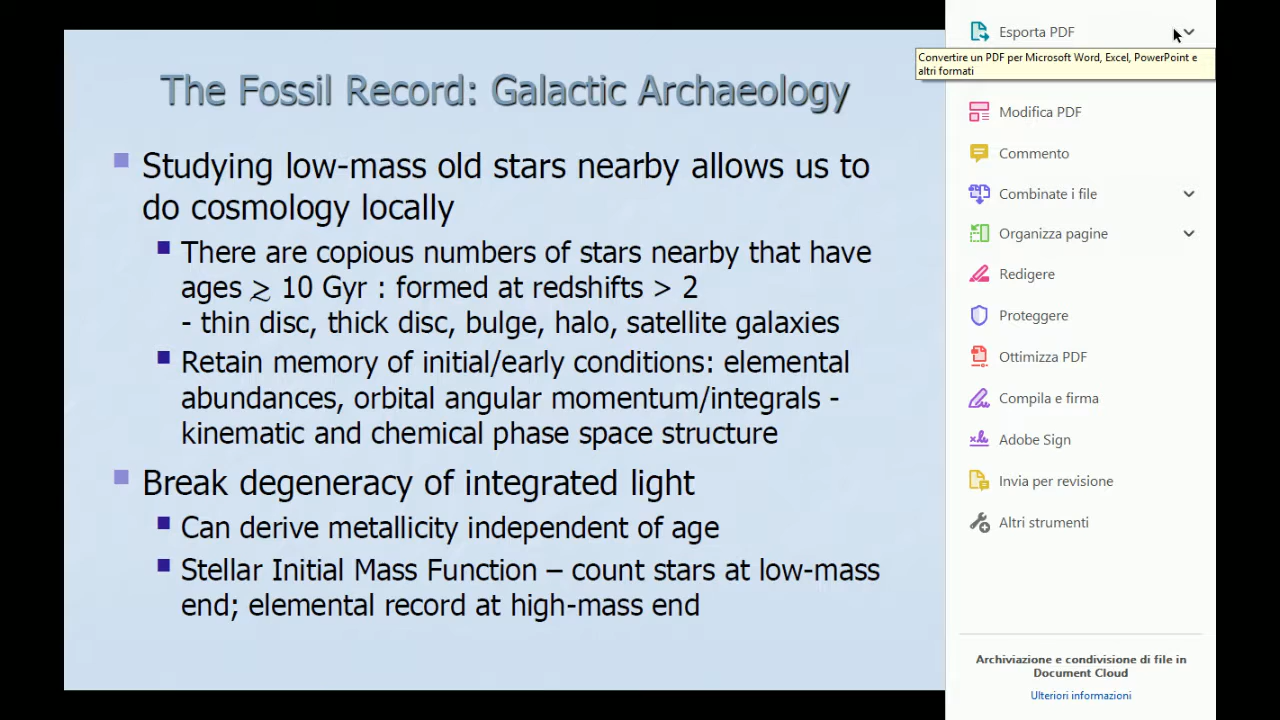 The Fossil Record: Galactic Archaeology
Studying low-mass old stars nearby allows us to
do cosmology locally
There are copious numbers of stars nearby that have
ages ≳ 10 Gyr : formed at redshifts > 2
- thin disc, thick disc, bulge, halo, satellite galaxies
Retain memory of initial/early conditions: elemental
abundances, orbital angular momentum/integrals -
kinematic and chemical phase space structure
Break degeneracy of integrated light
Can derive metallicity independent of age
Stellar Initial Mass Function – count stars at low-mass
end; elemental record at high-mass end
Esporta PDF
Convertire un PDF per Microsoft Word, Excel, PowerPoint e
altri formati
Modifica PDF
Commento
Combinate i file
Organizza pagine
Redigere
Proteggere
Ottimizza PDF
Compila e firma
Adobe Sign
Invia per revisione
Altri strumenti
Archiviazione e condivisione di file in
Document Cloud
Ulteriori informazioni